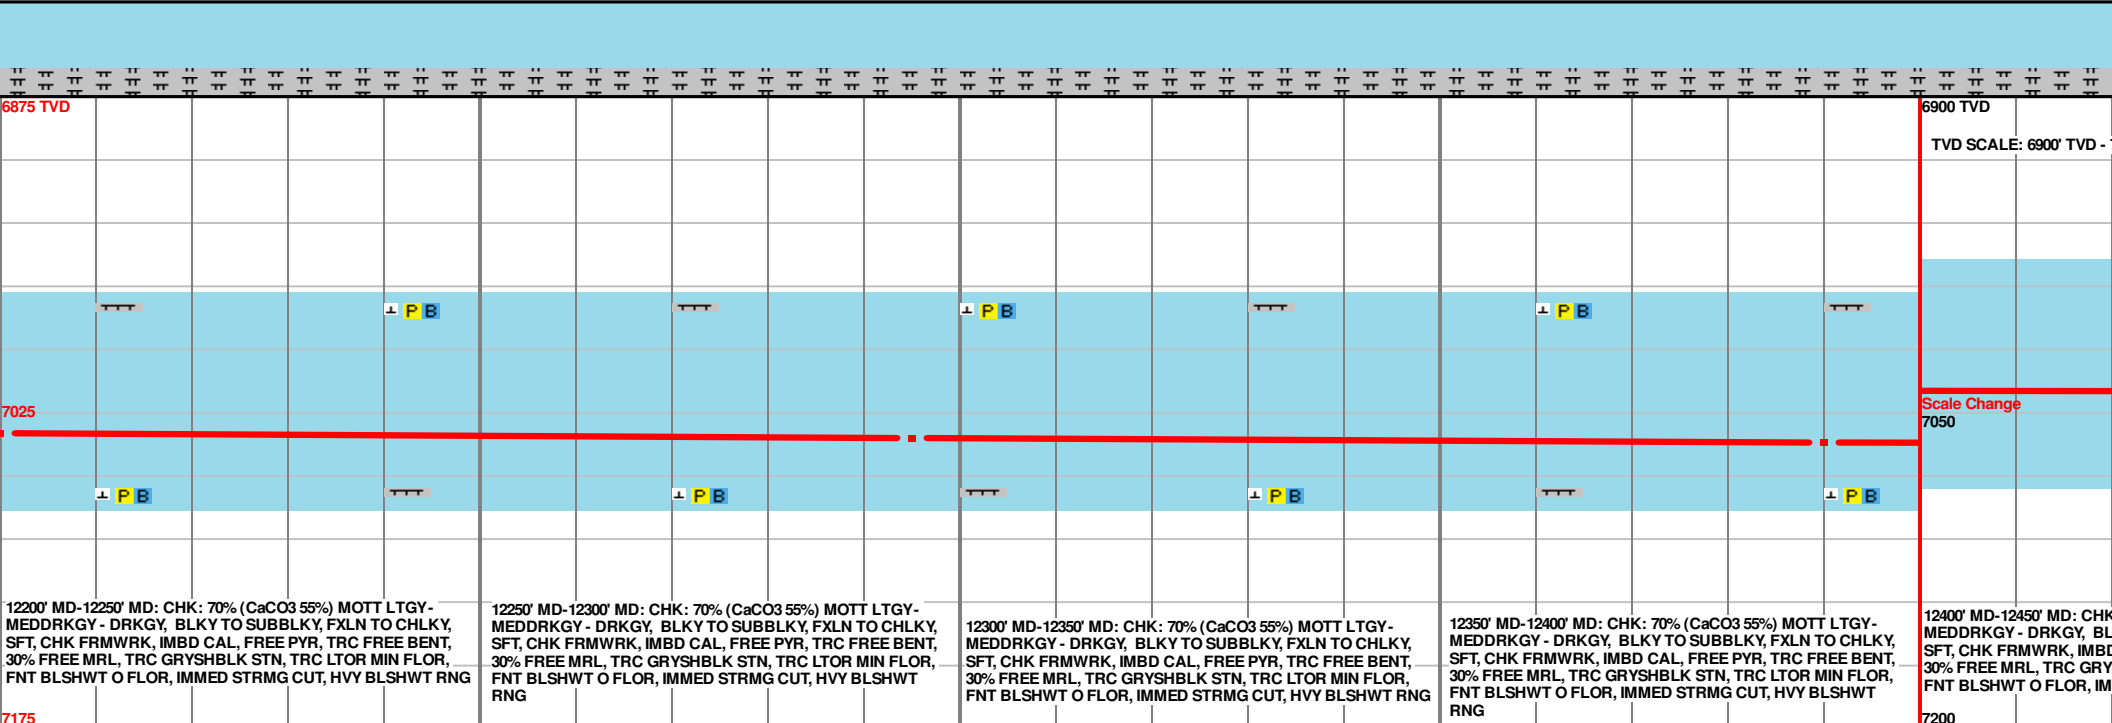 6875 TVD
6900 TVD
TVD SCALE: 6900' TVD -
P B
P B
P B
7025
Scale Change
7050
P B
P B
P B
P B
12200' MD-12250' MD: CHK: 70% (CaCO3 55%) MOTT LTGY-
MEDDRKGY - DRKGY, BLKY TO SUBBLKY, FXLN TO CHLKY,
SFT, CHK FRMWRK, IMBD CAL, FREE PYR, TRC FREE BENT,
30% FREE MRL, TRC GRYSHBLK STN, TRC LTOR MIN FLOR,
FNT BLSHWT O FLOR, IMMED STRMG CUT, HVY BLSHWT RNG
12250' MD-12300' MD: CHK: 70% (CaCO3 55%) MOTT LTGY-
MEDDRKGY - DRKGY, BLKY TO SUBBLKY, FXLN TO CHLKY,
SFT, CHK FRMWRK, IMBD CAL, FREE PYR, TRC FREE BENT,
30% FREE MRL, TRC GRYSHBLK STN, TRC LTOR MIN FLOR,
FNT BLSHWT O FLOR, IMMED STRMG CUT, HVY BLSHWT
RNG
12300' MD-12350' MD: CHK: 70% (CaCO3 55%) MOTT LTGY-
MEDDRKGY - DRKGY, BLKY TO SUBBLKY, FXLN TO CHLKY,
SFT, CHK FRMWRK, IMBD CAL, FREE PYR, TRC FREE BENT,
30% FREE MRL, TRC GRYSHBLK STN, TRC LTOR MIN FLOR,
FNT BLSHWT O FLOR, IMMED STRMG CUT, HVY BLSHWT RNG
12350' MD-12400' MD: CHK: 70% (CaCO3 55%) MOTT LTGY-
MEDDRKGY - DRKGY, BLKY TO SUBBLKY, FXLN TO CHLKY,
SFT, CHK FRMWRK, IMBD CAL, FREE PYR, TRC FREE BENT,
30% FREE MRL, TRC GRYSHBLK STN, TRC LTOR MIN FLOR,
FNT BLSHWT O FLOR, IMMED STRMG CUT, HVY BLSHWT
RNG
12400' MD-12450' MD: CHK
MEDDRKGY - DRKGY, BL
SFT, CHK FRMWRK, IMBD
30% FREE MRL, TRC GRY
FNT BLSHWT O FLOR, IM
7175
7200